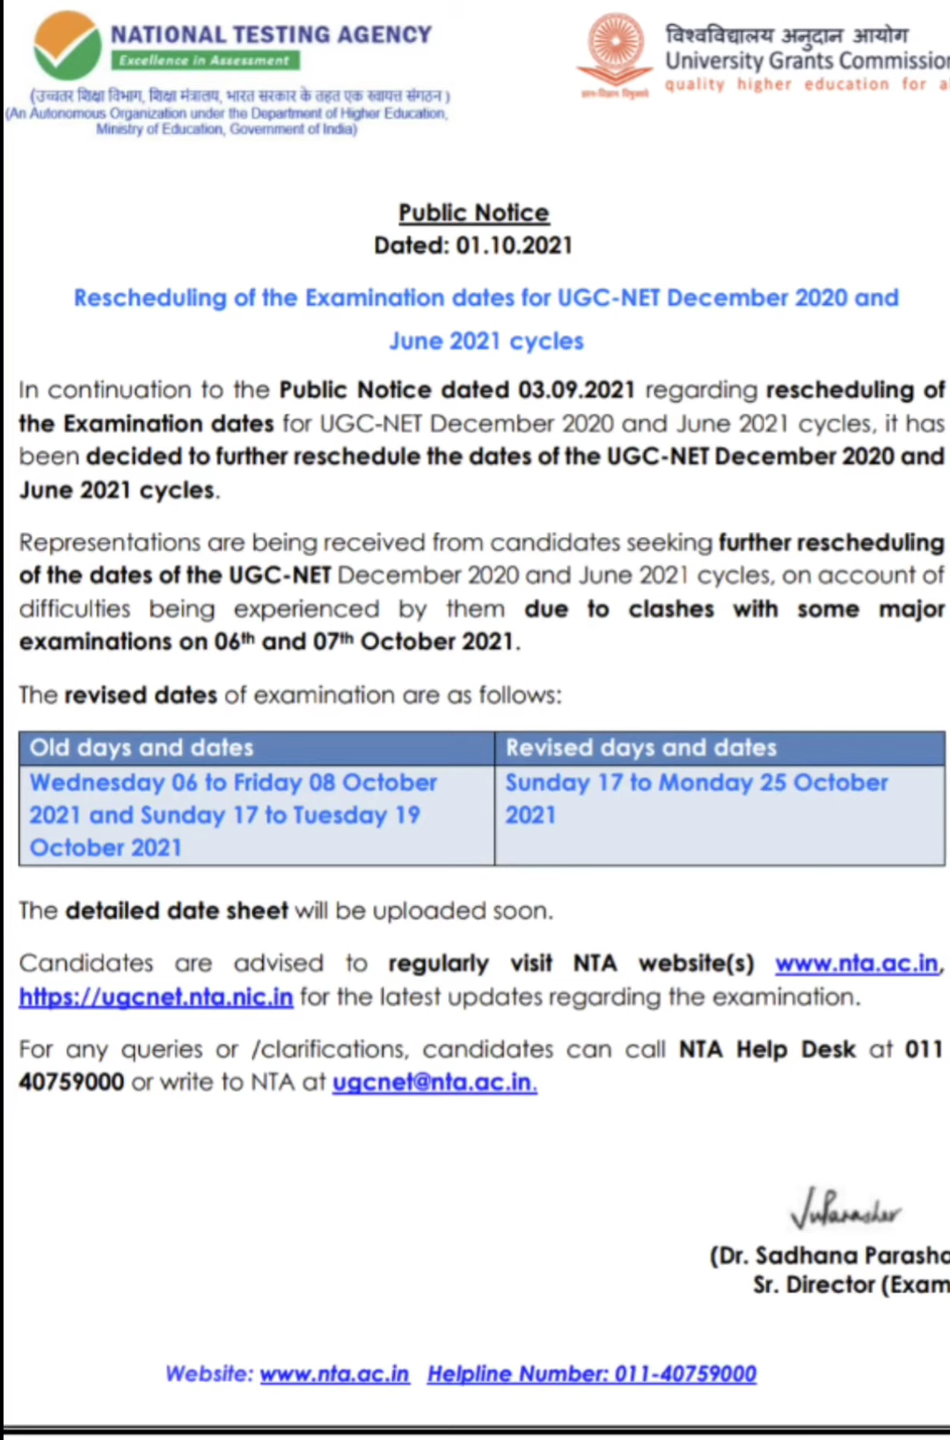 NATIONAL TESTING AGENCY
Excellence in Assessment
(उच्चतर शिक्षा विभाग, शिक्षा मंत्रालय, भारत सरकार के तहत एक स्वायत्त संगठन )
(An Autonomous Organization under the Department of Higher Education,
Ministry of Education, Government of India)
विश्वविद्यालय अनुदान आयोग
University Grants Commission
quality higher education for al
ज्ञान-विज्ञान विमुक्तये
Public Notice
Dated: 01.10.2021
Rescheduling of the Examination dates for UGC-NET December 2020 and
June 2021 cycles
In continuation to the Public Notice dated 03.09.2021 regarding rescheduling of
the Examination dates for UGC-NET December 2020 and June 2021 cycles, it has
been decided to further reschedule the dates of the UGC-NET December 2020 and
June 2021 cycles.
Representations are being received from candidates seeking further rescheduling
of the dates of the UGC-NET December 2020 and June 2021 cycles, on account of
difficulties being experienced by them due to clashes with some major
examinations on 06th and 07th October 2021.
The revised dates of examination are as follows:
Old days and dates
Revised days and dates
Wednesday 06 to Friday 08 October
2021 and Sunday 17 to Tuesday 19
October 2021
Sunday 17 to Monday 25 October
2021
The detailed date sheet will be uploaded soon.
Candidates are advised to regularly visit NTA website(s) www.nta.ac.in,
https://ugcnet.nta.nic.in for the latest updates regarding the examination.
For any queries or /clarifications, candidates can call NTA Help Desk at 011
40759000 or write to NTA at ugcnet@nta.ac.in.
(Dr. Sadhana Parasha
Sr. Director (Exam
Website: www.nta.ac.in Helpline Number: 011-40759000